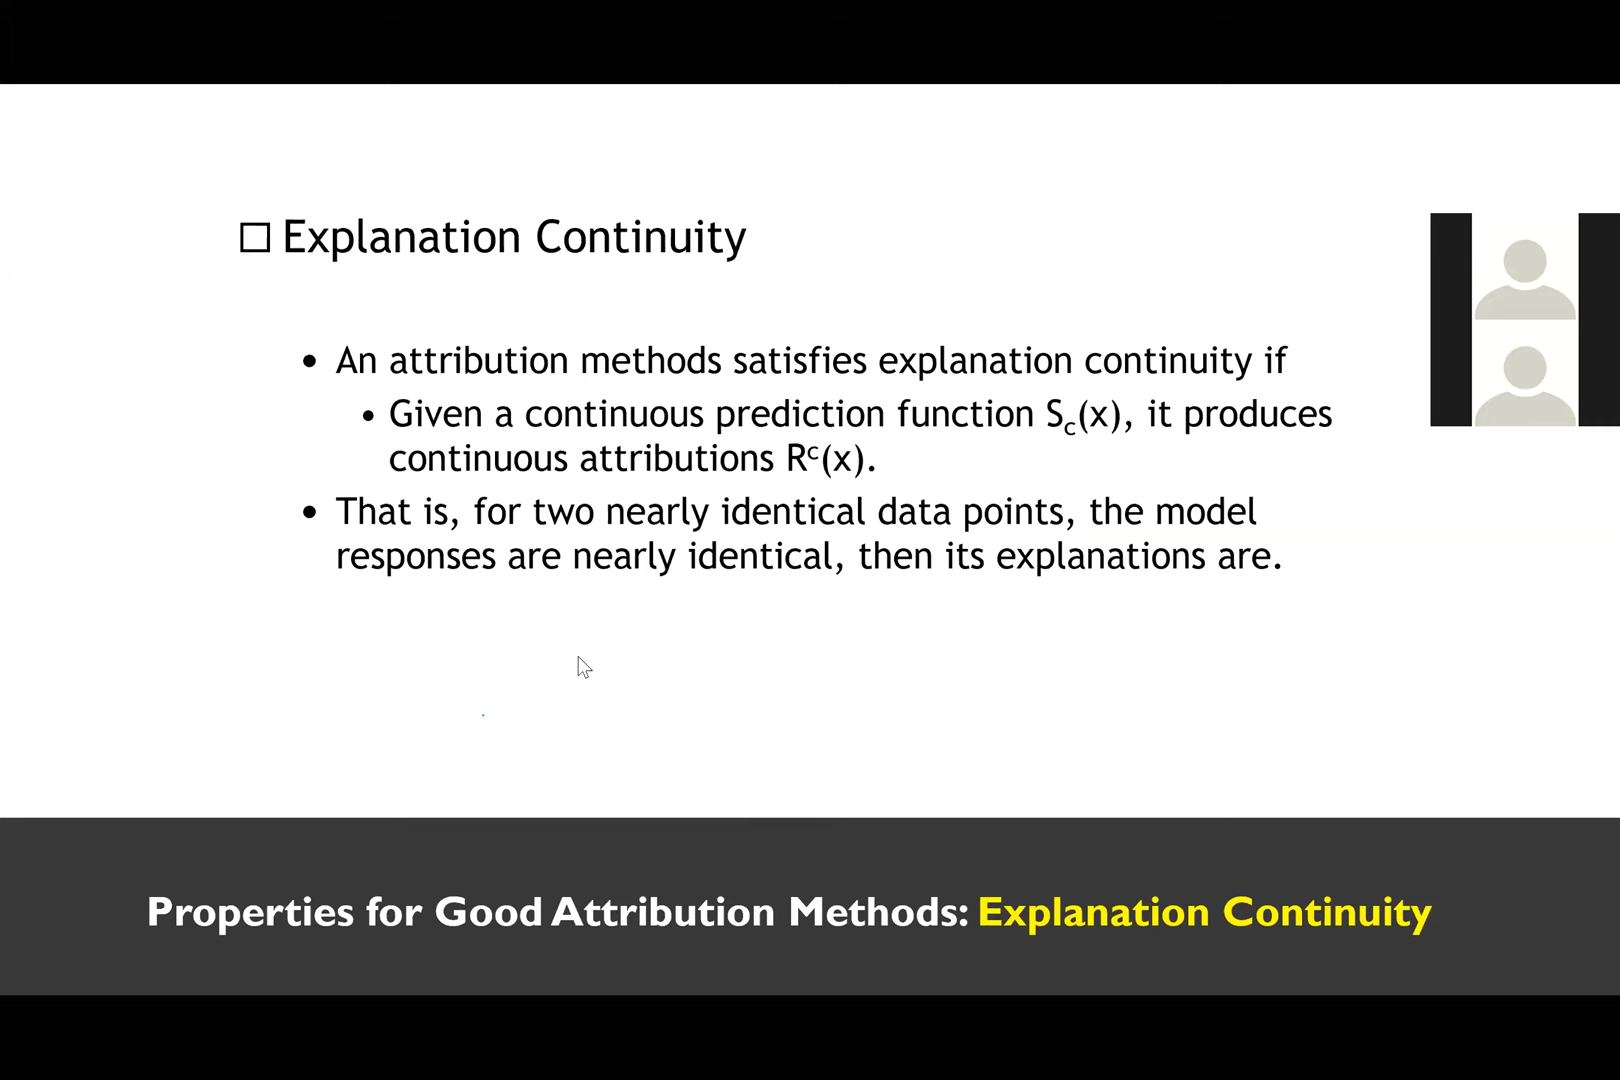 Explanation Continuity
• An attribution methods satisfies explanation continuity if
• Given a continuous prediction function Sc(x), it produces
continuous attributions Rᶜ(x).
• That is, for two nearly identical data points, the model
responses are nearly identical, then its explanations are.
Properties for Good Attribution Methods: Explanation Continuity